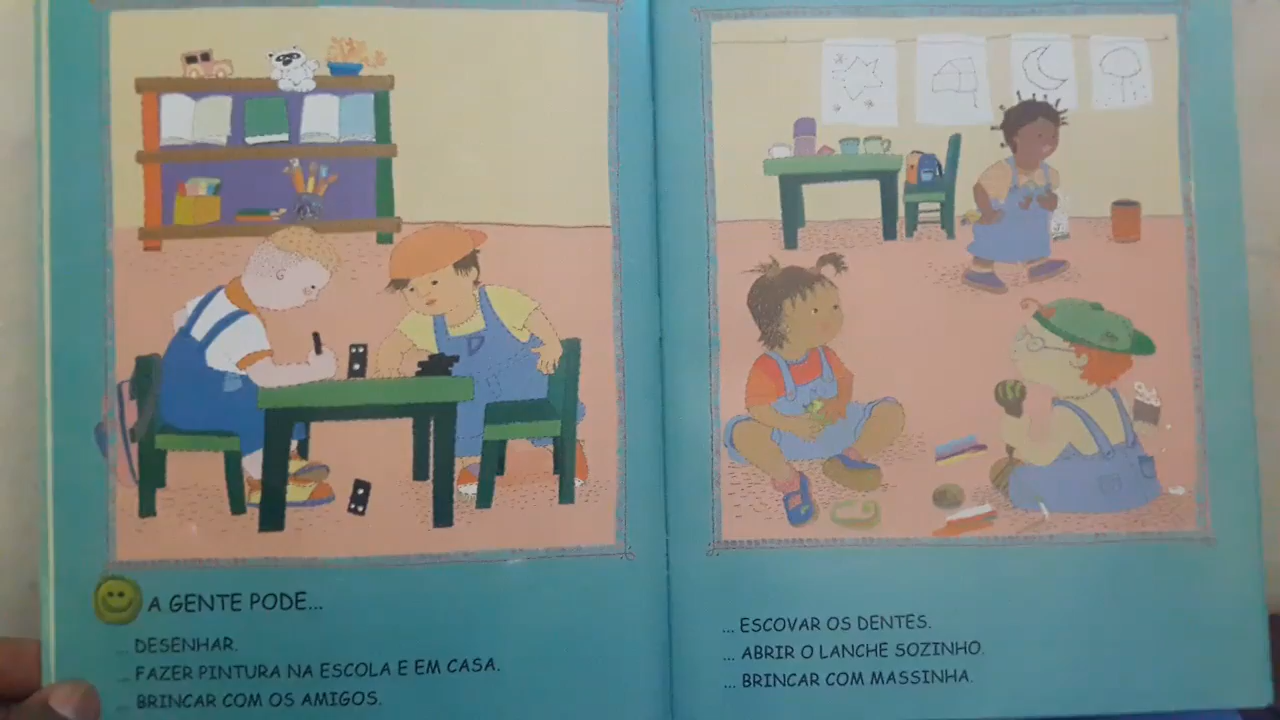 A GENTE PODE...
... DESENHAR.
... FAZER PINTURA NA ESCOLA E EM CASA.
... BRINCAR COM OS AMIGOS.
... ESCOVAR OS DENTES.
... ABRIR O LANCHE SOZINHO.
... BRINCAR COM MASSINHA.